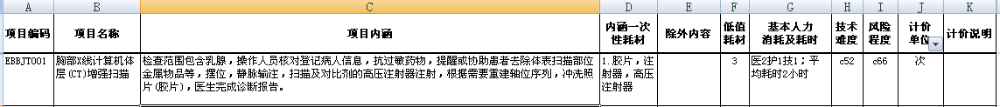 A B C D E F G H I J K
项目编码 项目名称 项目内涵 内涵一次性耗材 除外内容 低值耗材 基本人力消耗及耗时 技术难度 风险程度 计价单位 计价说明
EBBJT001
胸部X线计算机体
层(CT)增强扫描
检查范围包含乳腺，操作人员核对登记病人信息，抗过敏药物，提醒或协助患者去除体表扫描部位
金属物品等，摆位，静脉输注，扫描及对比剂的高压注射器注射，根据需要重建轴位序列，冲洗照
片(胶片)，医生完成诊断报告。
1.胶片，注
射器，高压
注射器
3
医2护1技1；平
均耗时2小时
c52
c66
次